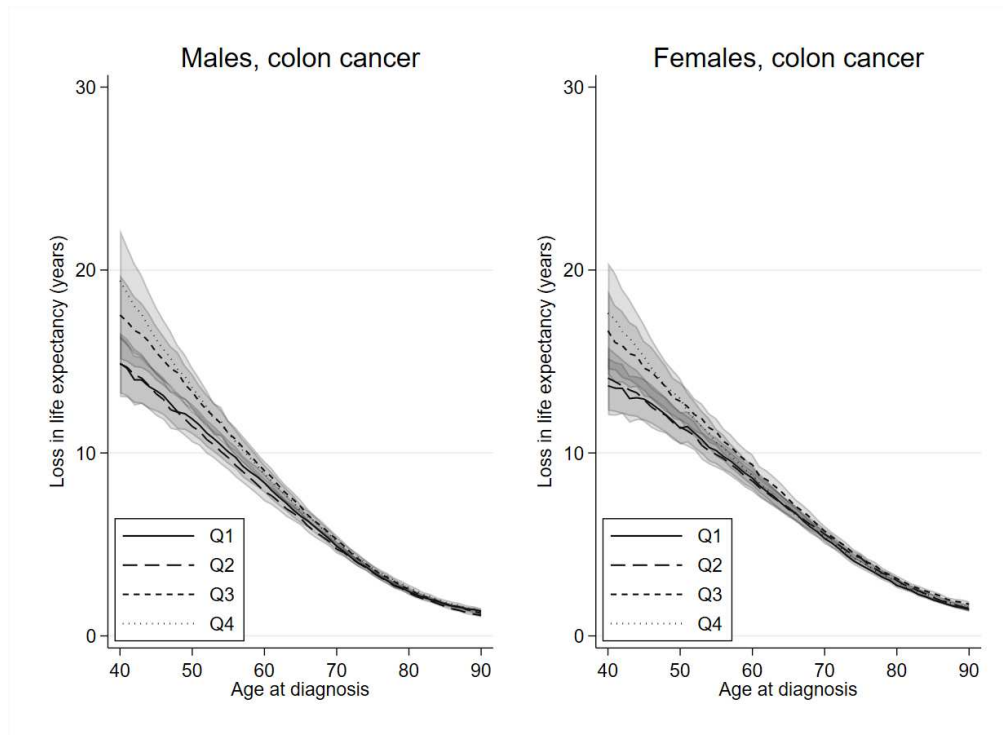 Males, colon cancer
30
20
10
0
Loss in life expectancy (years)
Q1
Q2
Q3
Q4
40 50 60 70 80 90
Age at diagnosis
Females, colon cancer
30
20
10
0
Loss in life expectancy (years)
Q1
Q2
Q3
Q4
40 50 60 70 80 90
Age at diagnosis